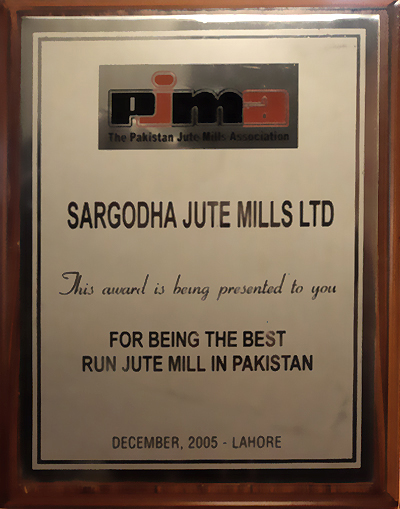 pjma
The Pakistan Jute Mills Association
SARGODHA JUTE MILLS LTD
This award is being presented to you
FOR BEING THE BEST
RUN JUTE MILL IN PAKISTAN
DECEMBER, 2005 - LAHORE